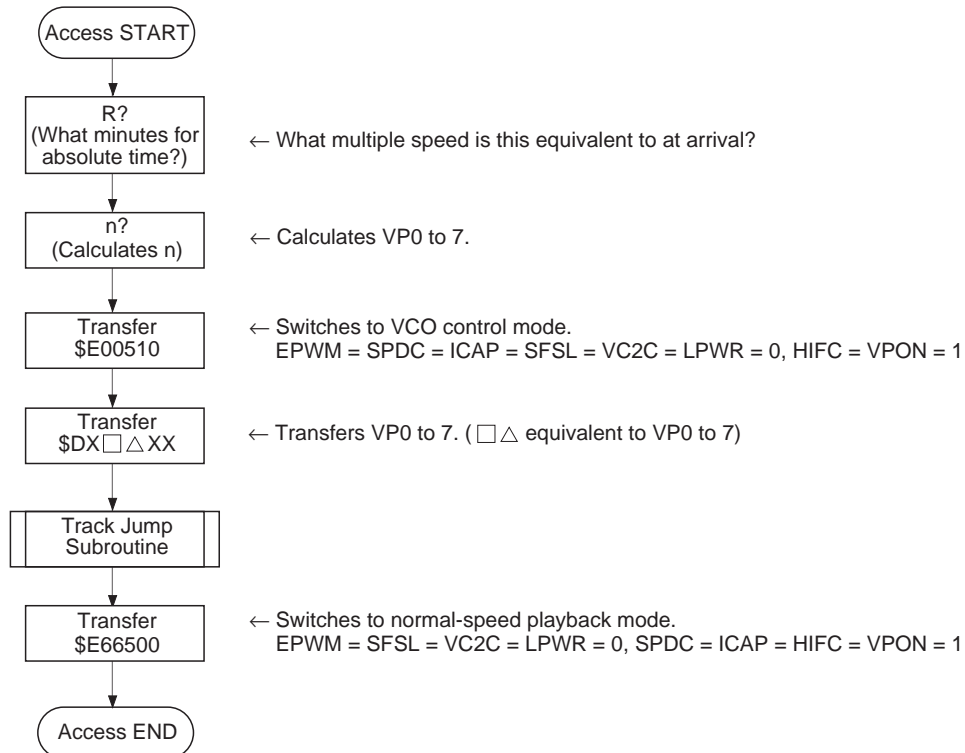 Access START
R?
(What minutes for
absolute time?)
← What multiple speed is this equivalent to at arrival?
n?
(Calculates n)
← Calculates VP0 to 7.
Transfer
$E00510
← Switches to VCO control mode.
EPWM = SPDC = ICAP = SFSL = VC2C = LPWR = 0, HIFC = VPON = 1
Transfer
$DX□△XX
← Transfers VP0 to 7. (□△ equivalent to VP0 to 7)
Track Jump
Subroutine
Transfer
$E66500
← Switches to normal-speed playback mode.
EPWM = SFSL = VC2C = LPWR = 0, SPDC = ICAP = HIFC = VPON = 1
Access END